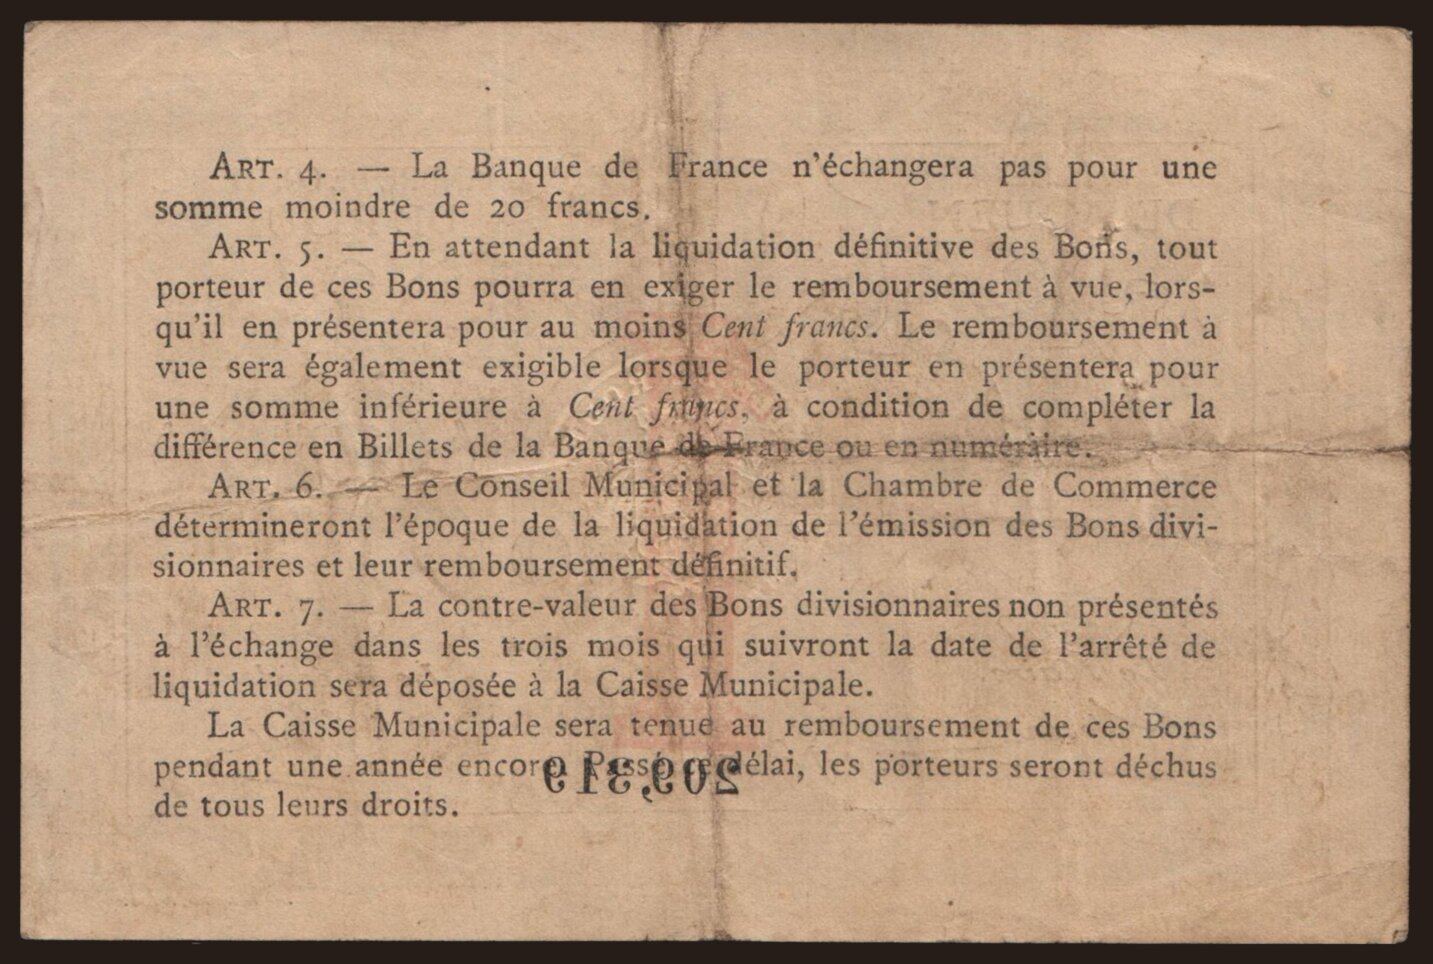 ART. 4. — La Banque de France n'échangera pas pour une
somme moindre de 20 francs.
ART. 5. — En attendant la liquidation définitive des Bons, tout
porteur de ces Bons pourra en exiger le remboursement à vue, lors-
qu'il en présentera pour au moins Cent francs. Le remboursement à
vue sera également exigible lorsque le porteur en présentera pour
une somme inférieure à Cent francs, à condition de compléter la
différence en Billets de la Banque de France ou en numéraire.
ART. 6. — Le Conseil Municipal et la Chambre de Commerce
détermineront l'époque de la liquidation de l'émission des Bons divi-
sionnaires et leur remboursement définitif.
ART. 7. — La contre-valeur des Bons divisionnaires non présentés
à l'échange dans les trois mois qui suivront la date de l'arrêté de
liquidation sera déposée à la Caisse Municipale.
La Caisse Municipale sera tenue au remboursement de ces Bons
pendant une année encore. Passé ce délai, les porteurs seront déchus
209,319
de tous leurs droits.